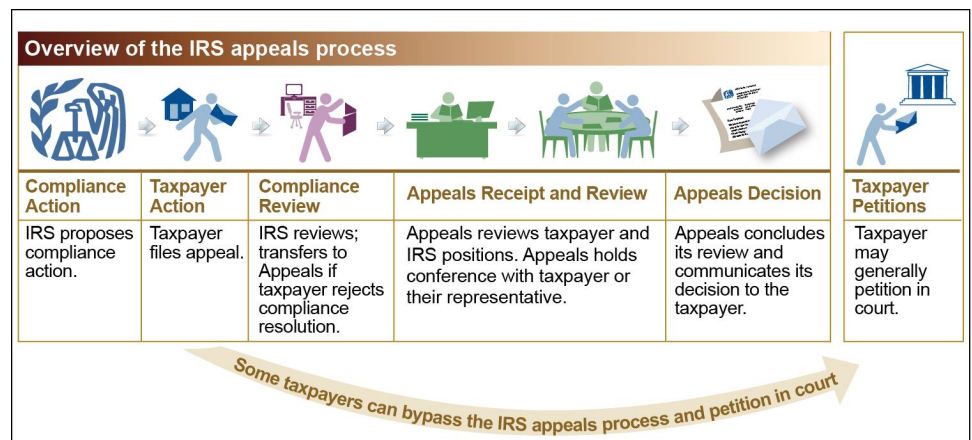 Overview of the IRS appeals process
Compliance
Action
IRS proposes
compliance
action.
Taxpayer
Action
Taxpayer
files appeal.
Compliance
Review
IRS reviews;
transfers to
Appeals if
taxpayer rejects
compliance
resolution.
Appeals Receipt and Review
Appeals reviews taxpayer and
IRS positions. Appeals holds
conference with taxpayer or
their representative.
Appeals Decision
Appeals concludes
its review and
communicates its
decision to the
taxpayer.
Taxpayer
Petitions
Taxpayer
may
generally
petition in
court.
Some taxpayers can bypass the IRS appeals process and petition in court